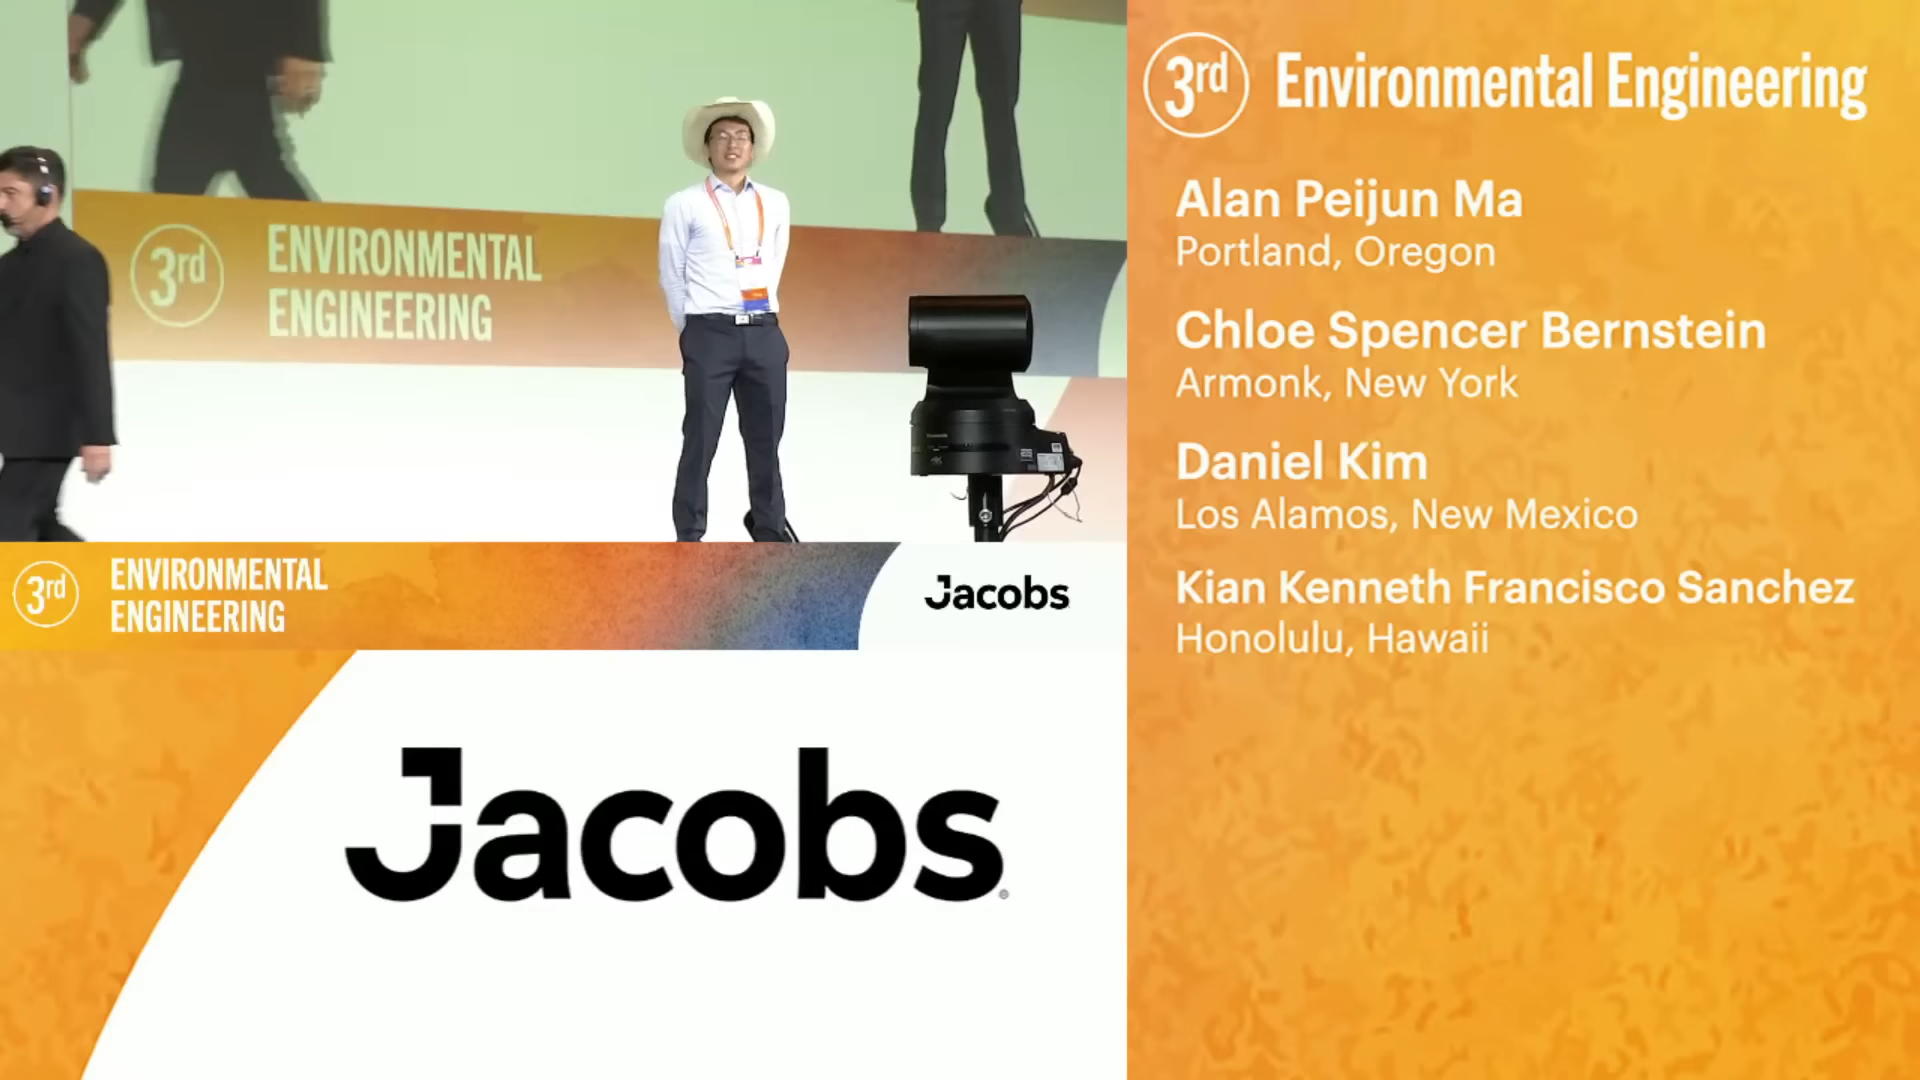 3rd
ENVIRONMENTAL
ENGINEERING
3rd
ENVIRONMENTAL
ENGINEERING
Jacobs
Jacobs
3rd Environmental Engineering
Alan Peijun Ma
Portland, Oregon
Chloe Spencer Bernstein
Armonk, New York
Daniel Kim
Los Alamos, New Mexico
Kian Kenneth Francisco Sanchez
Honolulu, Hawaii